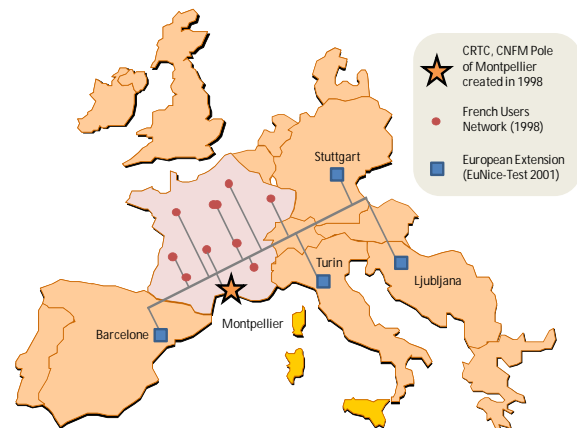 CRTC, CNFM Pole
of Montpellier
created in 1998
French Users
Network (1998)
European Extension
(EuNice-Test 2001)
Stuttgart
Turin
Ljubljana
Montpellier
Barcelone